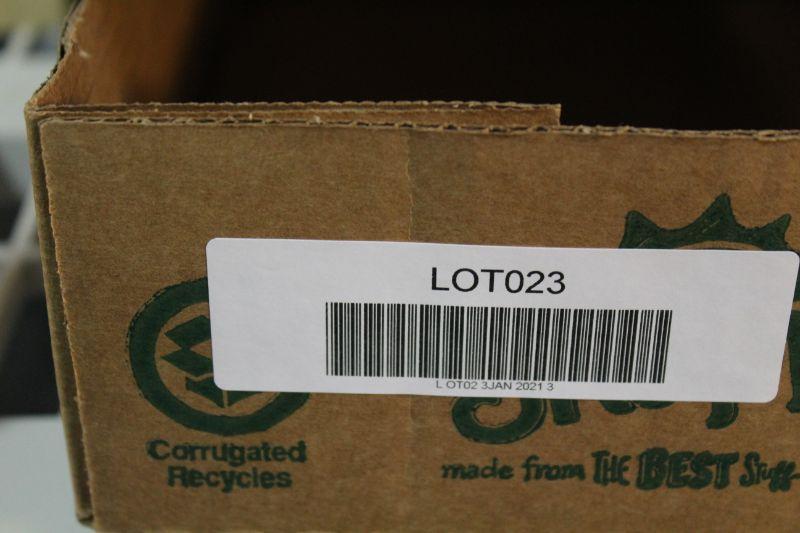 LOT023
L OT02 3JAN 2021 3
Corrugated
Recycles
made from THE BEST Stuff